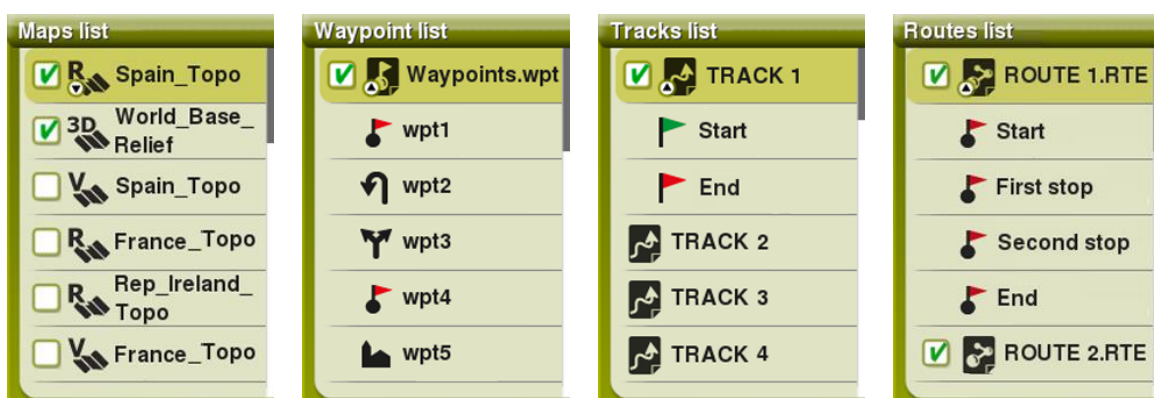 Maps list
R Spain_Topo
3D World_Base_
Relief
V Spain_Topo
R France_Topo
R Rep_Ireland_
Topo
V France_Topo
Waypoint list
Waypoints.wpt
wpt1
wpt2
wpt3
wpt4
wpt5
Tracks list
TRACK 1
Start
End
TRACK 2
TRACK 3
TRACK 4
Routes list
ROUTE 1.RTE
Start
First stop
Second stop
End
ROUTE 2.RTE